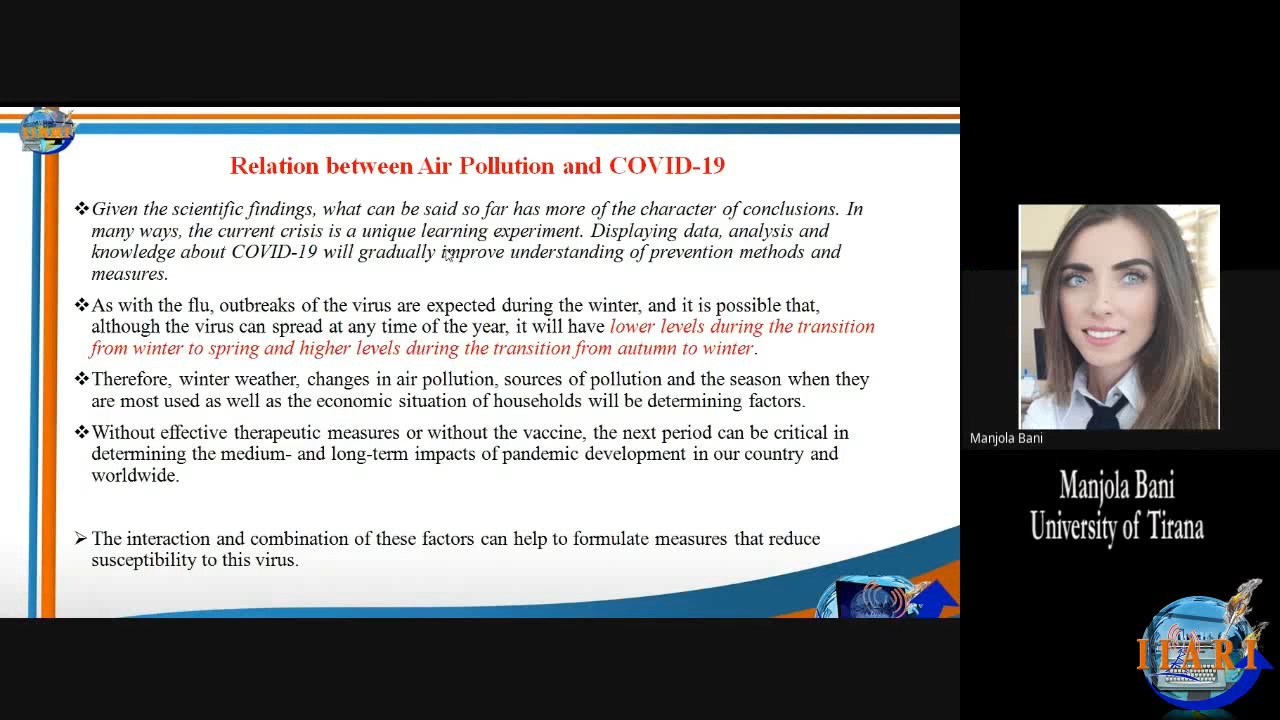 IIARI
Relation between Air Pollution and COVID-19
❖Given the scientific findings, what can be said so far has more of the character of conclusions. In
many ways, the current crisis is a unique learning experiment. Displaying data, analysis and
knowledge about COVID-19 will gradually improve understanding of prevention methods and
measures.
❖As with the flu, outbreaks of the virus are expected during the winter, and it is possible that,
although the virus can spread at any time of the year, it will have lower levels during the transition
from winter to spring and higher levels during the transition from autumn to winter.
❖Therefore, winter weather, changes in air pollution, sources of pollution and the season when they
are most used as well as the economic situation of households will be determining factors.
❖Without effective therapeutic measures or without the vaccine, the next period can be critical in
determining the medium- and long-term impacts of pandemic development in our country and
worldwide.
➢The interaction and combination of these factors can help to formulate measures that reduce
susceptibility to this virus.
Manjola Bani
Manjola Bani
University of Tirana
IIARI